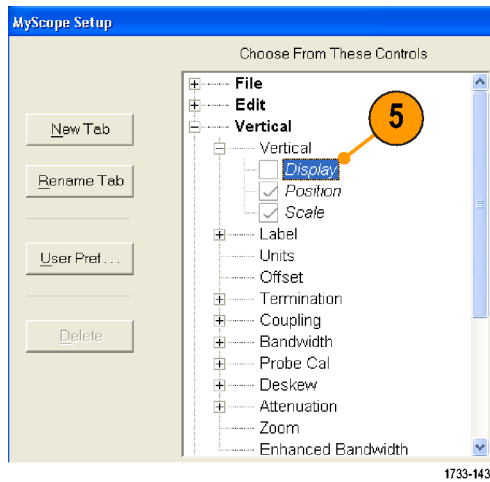 MyScope Setup
Choose From These Controls
New Tab
Rename Tab
User Pref...
Delete
File
Edit
Vertical
Vertical
Display
Position
Scale
Label
Units
Offset
Termination
Coupling
Bandwidth
Probe Cal
Deskew
Attenuation
Zoom
Enhanced Bandwidth
5
1733-143